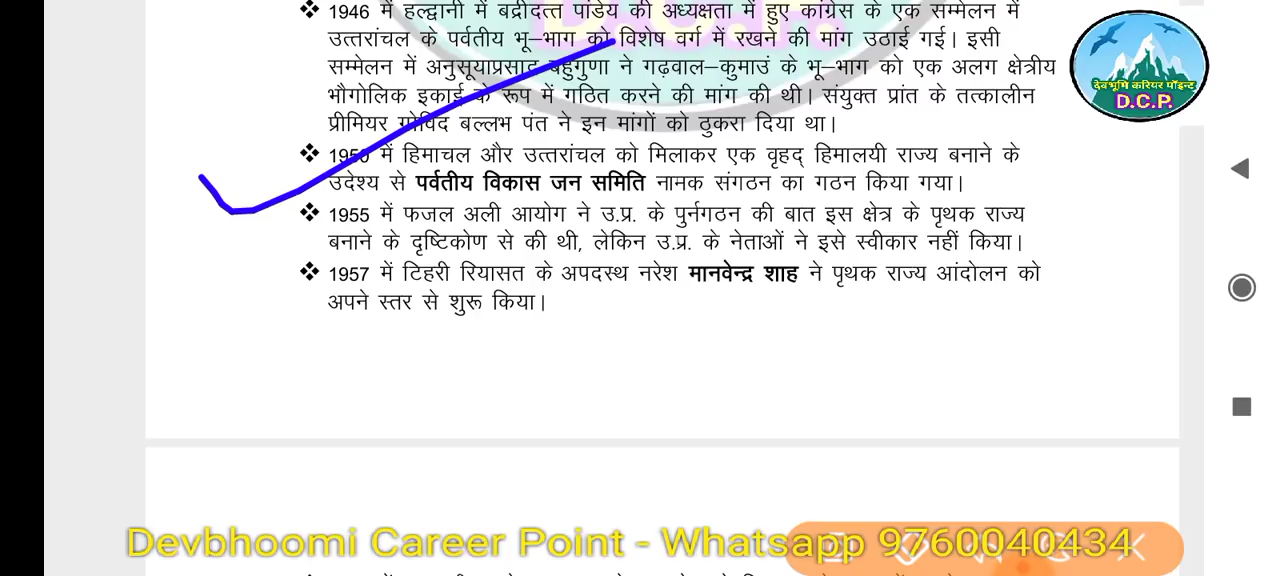 ❖ 1946 में हल्द्वानी में बद्रीदत्त पांडेय की अध्यक्षता में हुए कांग्रेस के एक सम्मेलन में
उत्तरांचल के पर्वतीय भू–भाग को विशेष वर्ग में रखने की मांग उठाई गई। इसी
सम्मेलन में अनुसूयाप्रसाद बहुगुणा ने गढ़वाल–कुमाउं के भू–भाग को एक अलग क्षेत्रीय
भौगोलिक इकाई के रूप में गठित करने की मांग की थी। संयुक्त प्रांत के तत्कालीन
प्रीमियर गोविंद बल्लभ पंत ने इन मांगों को ठुकरा दिया था।
❖ 1950 में हिमाचल और उत्तरांचल को मिलाकर एक वृहद् हिमालयी राज्य बनाने के
उदेश्य से पर्वतीय विकास जन समिति नामक संगठन का गठन किया गया।
❖ 1955 में फजल अली आयोग ने उ.प्र. के पुर्नगठन की बात इस क्षेत्र के पृथक राज्य
बनाने के दृष्टिकोण से की थी, लेकिन उ.प्र. के नेताओं ने इसे स्वीकार नहीं किया।
❖ 1957 में टिहरी रियासत के अपदस्थ नरेश मानवेन्द्र शाह ने पृथक राज्य आंदोलन को
अपने स्तर से शुरू किया।
देवभूमि करियर पॉइन्ट
D.C.P.
Devbhoomi Career Point - Whatsapp 9760040434